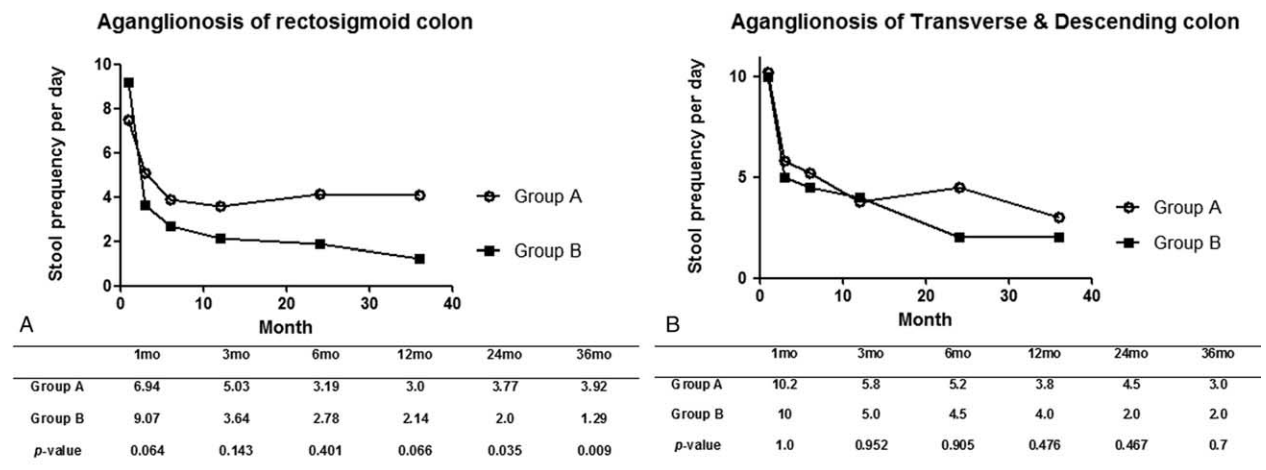 Aganglionosis of rectosigmoid colon
Stool prequency per day
10
8
6
4
2
0
0 10 20 30 40
Month
Group A
Group B
A
1mo 3mo 6mo 12mo 24mo 36mo
Group A 6.94 5.03 3.19 3.0 3.77 3.92
Group B 9.07 3.64 2.78 2.14 2.0 1.29
p-value 0.064 0.143 0.401 0.066 0.035 0.009
Aganglionosis of Transverse & Descending colon
Stool prequency per day
10
5
0
0 10 20 30 40
Month
Group A
Group B
B
1mo 3mo 6mo 12mo 24mo 36mo
Group A 10.2 5.8 5.2 3.8 4.5 3.0
Group B 10 5.0 4.5 4.0 2.0 2.0
p-value 1.0 0.952 0.905 0.476 0.467 0.7